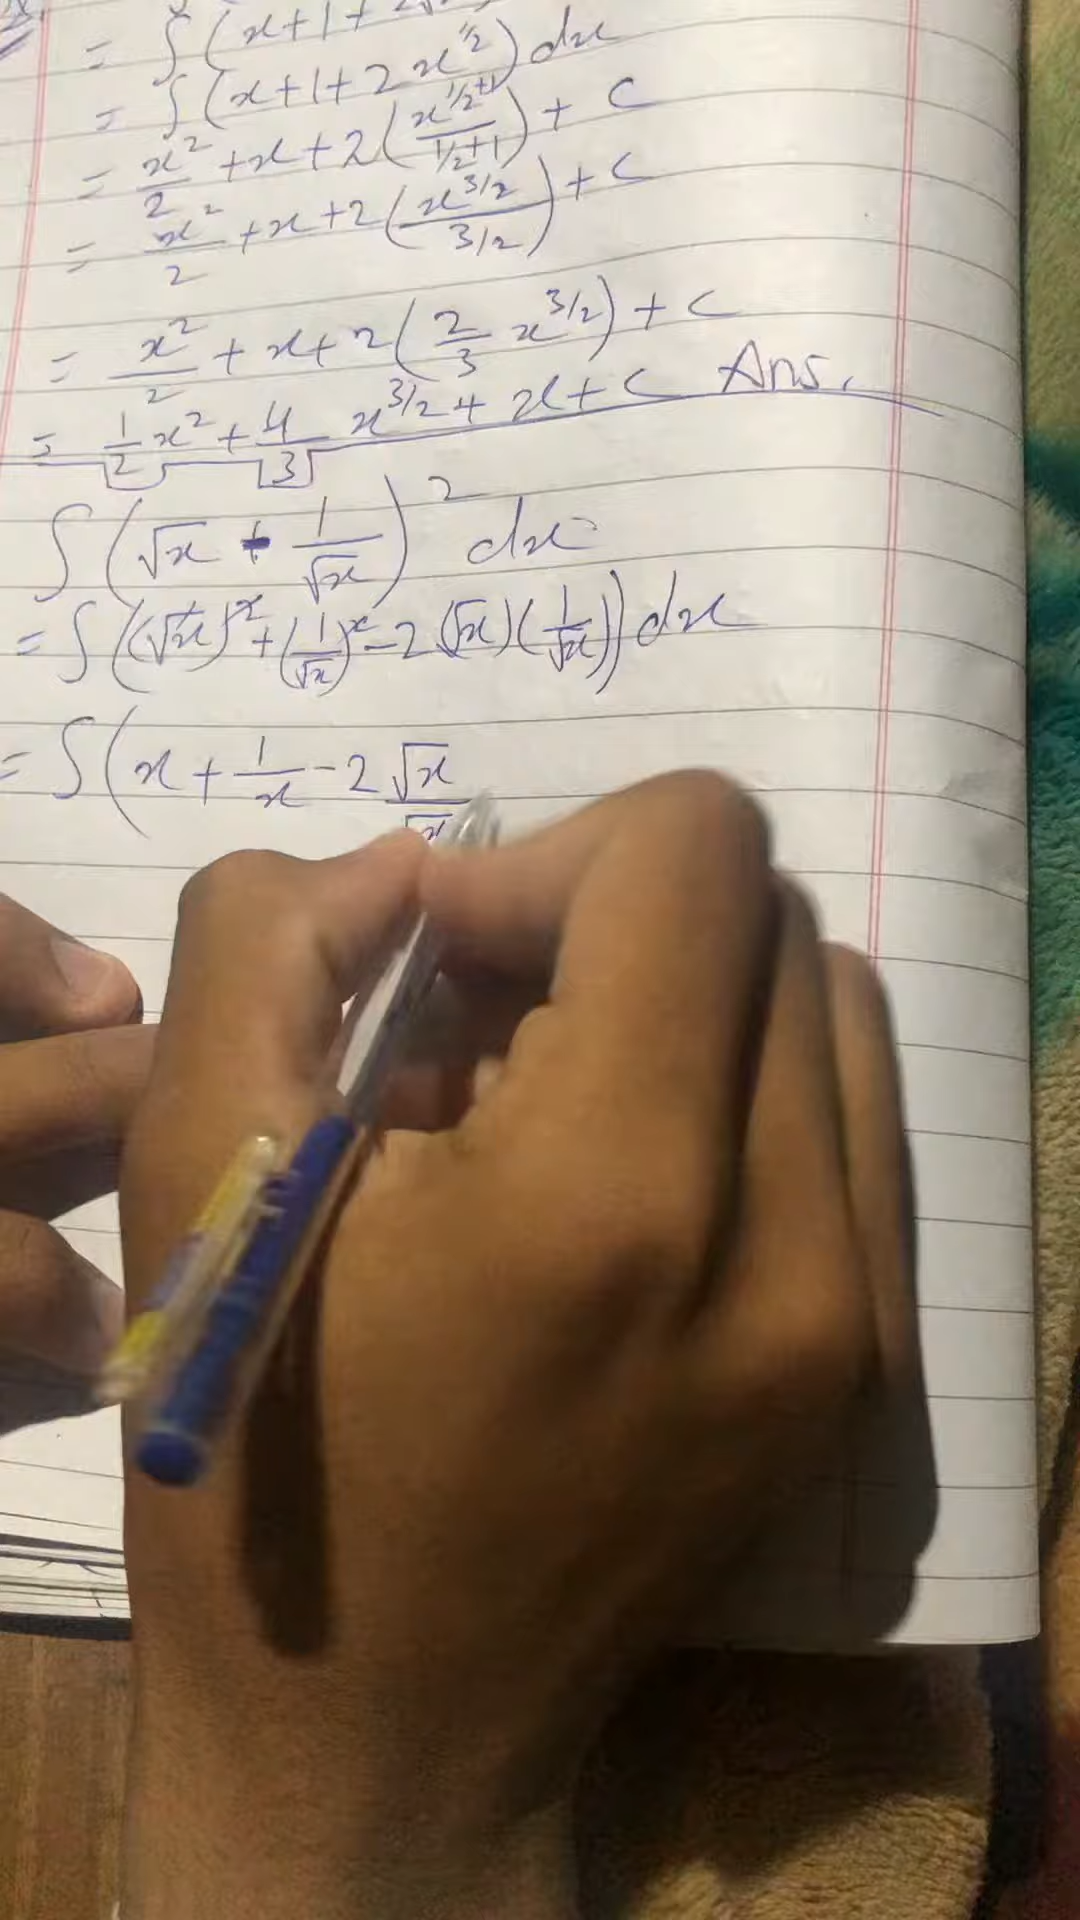 = ∫ (x+1+2√x
= ∫ (x+1+2x^{1/2}) dx
= x²/2 + x + 2(x^{1/2+1}/(1/2+1)) + c
= x²/2 + x + 2(x^{3/2}/(3/2)) + c
= x²/2 + x + 2(2/3 x^{3/2}) + c
= 1/2 x² + 4/3 x^{3/2} + x + c Ans.
∫ (√x - 1/√x)² dx
= ∫ ((√x)² + (1/√x)² - 2(√x)(1/√x)) dx
= ∫ (x + 1/x - 2 √x/√x